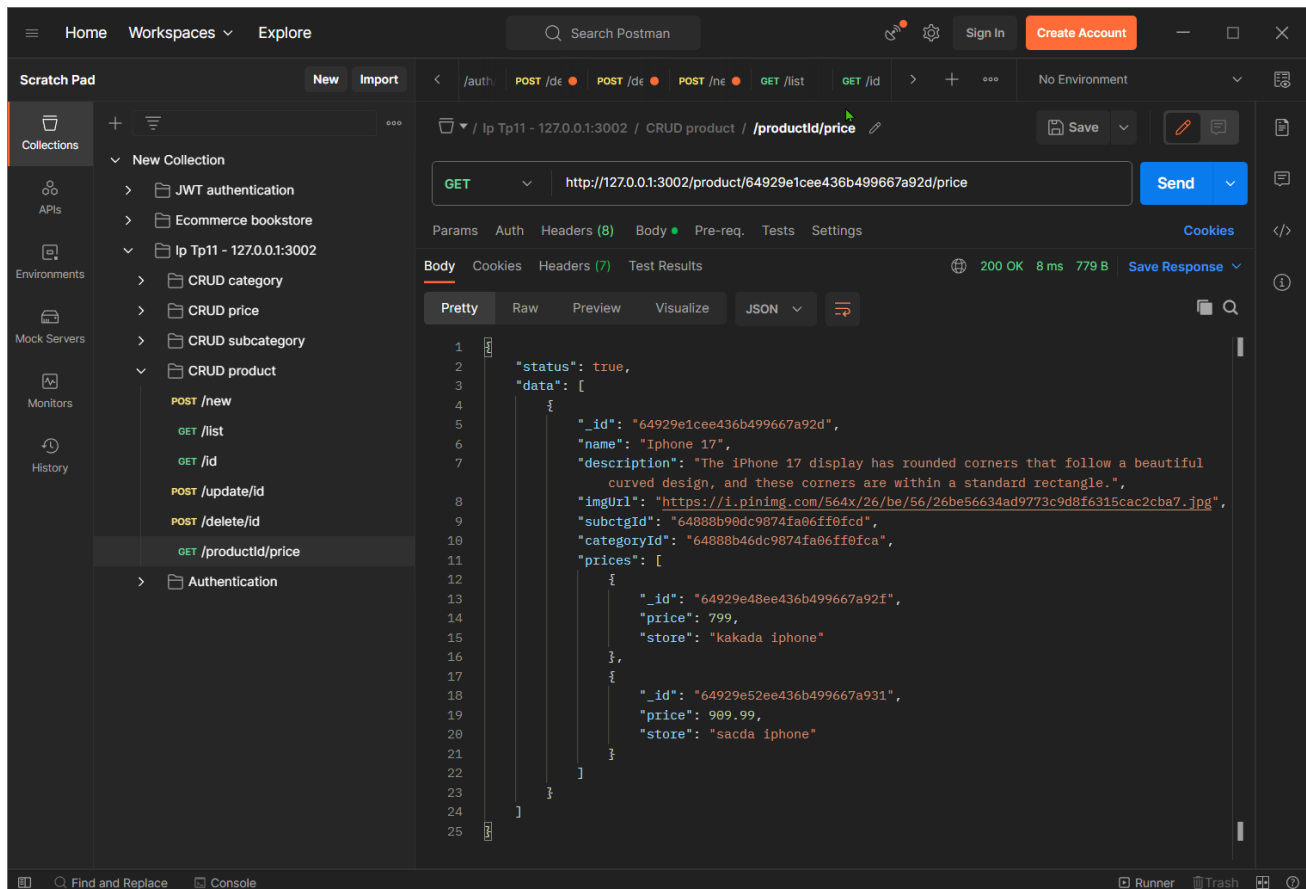 Home Workspaces Explore Search Postman Sign In Create Account
Scratch Pad New Import /auth POST /de POST /de POST /ne GET /list GET /id No Environment
Collections
APIs
Environments
Mock Servers
Monitors
History
New Collection
JWT authentication
Ecommerce bookstore
Ip Tp11 - 127.0.0.1:3002
CRUD category
CRUD price
CRUD subcategory
CRUD product
POST /new
GET /list
GET /id
POST /update/id
POST /delete/id
GET /productId/price
Authentication
/ Ip Tp11 - 127.0.0.1:3002 / CRUD product / /productId/price Save
GET http://127.0.0.1:3002/product/64929e1cee436b499667a92d/price Send
Params Auth Headers (8) Body Pre-req. Tests Settings Cookies
Body Cookies Headers (7) Test Results 200 OK 8 ms 779 B Save Response
Pretty Raw Preview Visualize JSON
1 {
2 "status": true,
3 "data": [
4 {
5 "_id": "64929e1cee436b499667a92d",
6 "name": "Iphone 17",
7 "description": "The iPhone 17 display has rounded corners that follow a beautiful
curved design, and these corners are within a standard rectangle.",
8 "imgUrl": "https://i.pinimg.com/564x/26/be/56/26be56634ad9773c9d8f6315cac2cba7.jpg",
9 "subctgId": "64888b90dc9874fa06ff0fcd",
10 "categoryId": "64888b46dc9874fa06ff0fca",
11 "prices": [
12 {
13 "_id": "64929e48ee436b499667a92f",
14 "price": 799,
15 "store": "kakada iphone"
16 },
17 {
18 "_id": "64929e52ee436b499667a931",
19 "price": 909.99,
20 "store": "sacda iphone"
21 }
22 ]
23 }
24 ]
25 }
Find and Replace Console Runner Trash